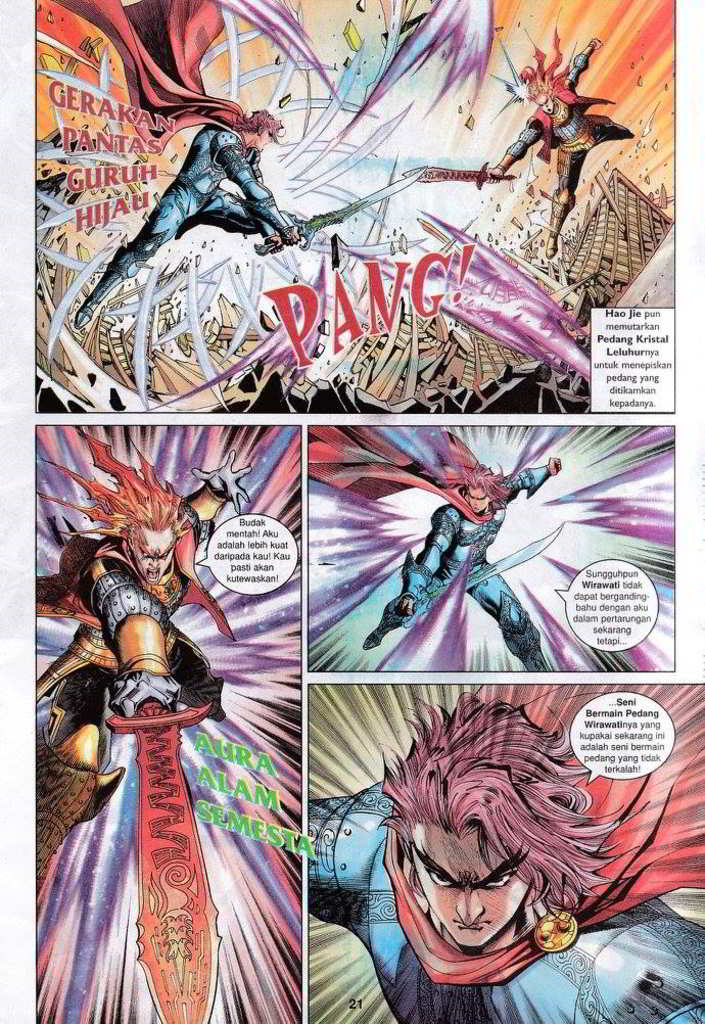 GERAKAN
PANTAS
GURUH
HIJAU
PANG!
Hao Jie pun
memutarkan
Pedang Kristal
Leluhurnya
untuk menepiskan
pedang yang
ditikamkan
kepadanya.
Budak
mentah! Aku
adalah lebih kuat
daripada kau! Kau
pasti akan
kutewaskan!
AURA
ALAM
SEMESTA
Sungguhpun
Wirawati tidak
dapat berganding-
bahu dengan aku
dalam pertarungan
sekarang
tetapi...
...Seni
Bermain Pedang
Wirawatinya yang
kupakai sekarang ini
adalah seni bermain
pedang yang tidak
terkalah!
21